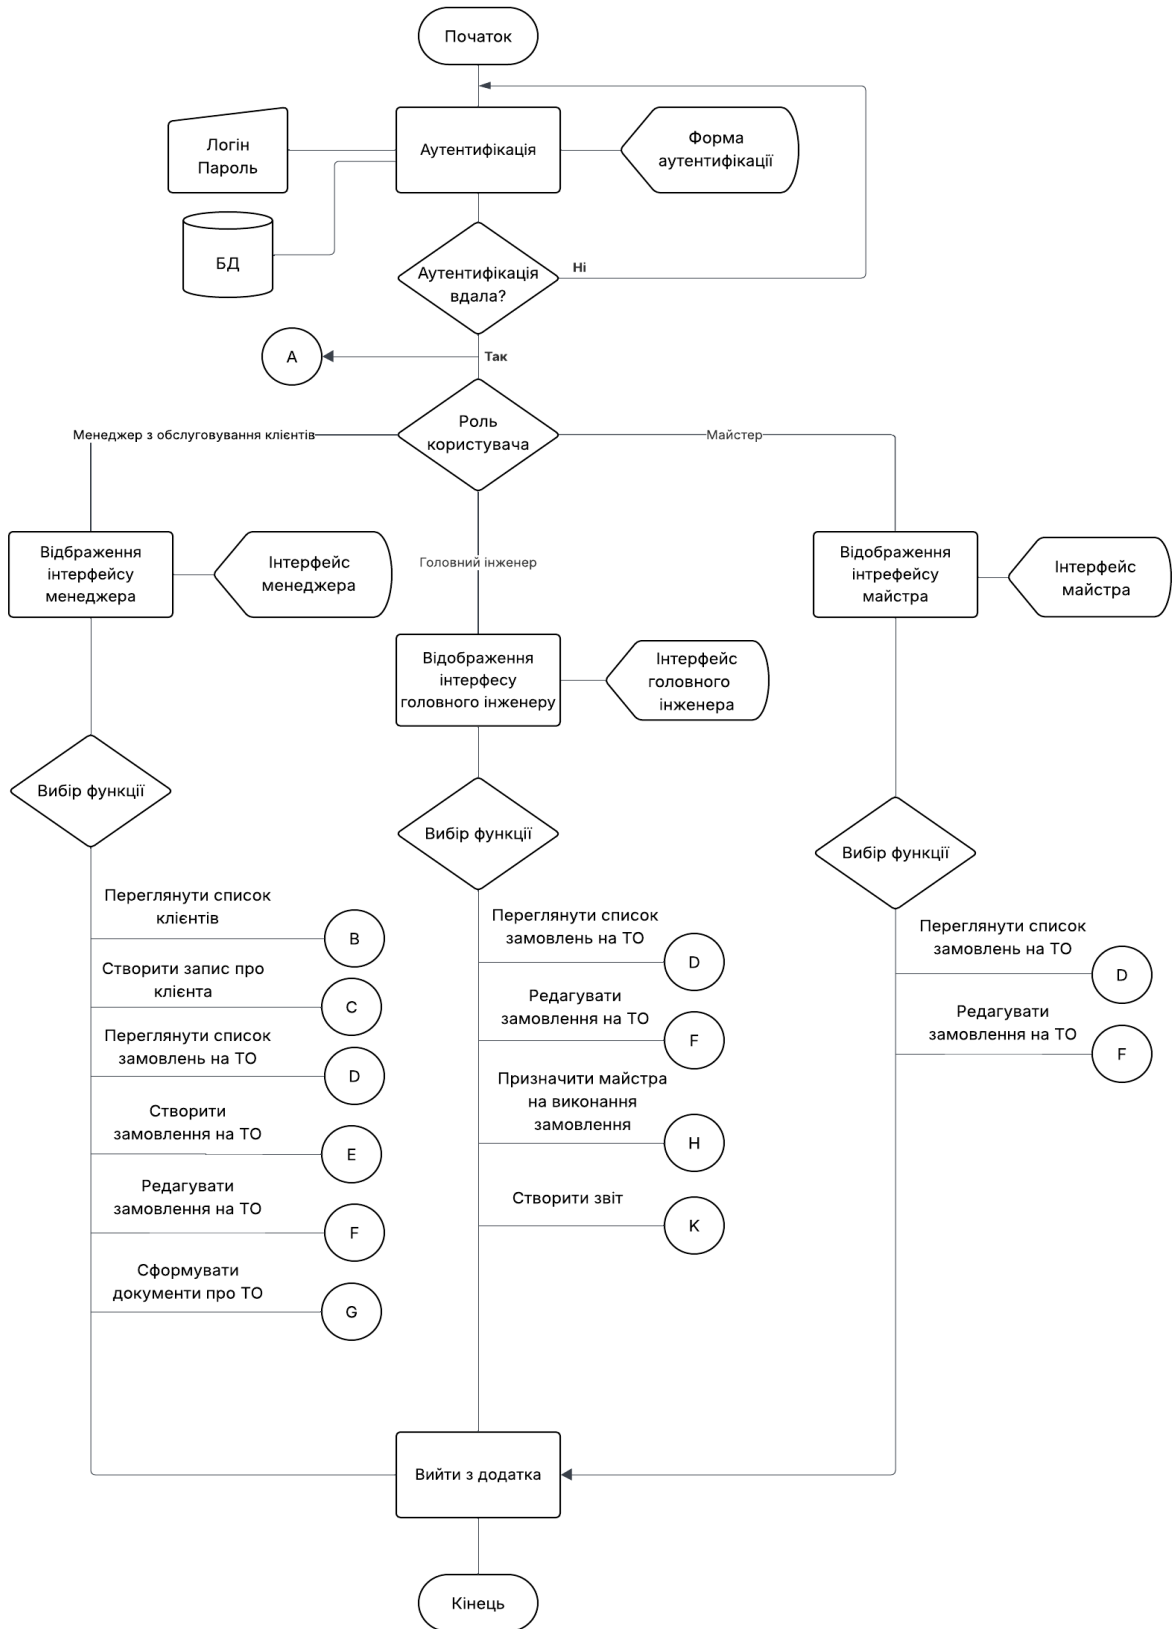 Початок
Логін
Пароль
Аутентифікація
Форма
аутентифікації
БД
Аутентифікація
вдала?
Ні
А
Так
Роль
користувача
Менеджер з обслуговування клієнтів
Майстер
Головний інженер
Відбраження
інтерфейсу
менеджера
Інтерфейс
менеджера
Відображення
інтрефейсу
майстра
Інтерфейс
майстра
Відображення
інтерфесу
головного інженеру
Інтерфейс
головного
інженера
Вибір функції
Вибір функції
Вибір функції
Переглянути список
клієнтів
B
Створити запис про
клієнта
C
Переглянути список
замовлень на ТО
D
Створити
замовлення на ТО
E
Редагувати
замовлення на ТО
F
Сформувати
документи про ТО
G
Переглянути список
замовлень на ТО
D
Редагувати
замовлення на ТО
F
Призначити майстра
на виконання
замовлення
H
Створити звіт
K
Переглянути список
замовлень на ТО
D
Редагувати
замовлення на ТО
F
Вийти з додатка
Кінець